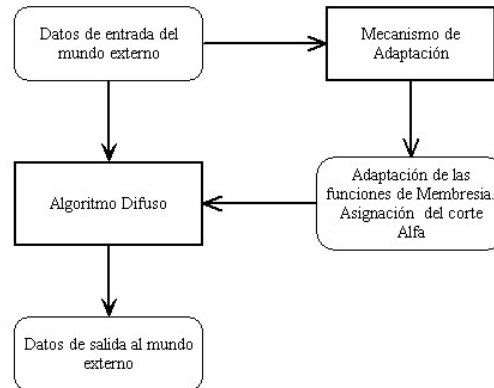 Datos de entrada del
mundo externo
Mecanismo de
Adaptación
Algoritmo Difuso
Adaptación de las
funciones de Membresia.
Asignación del corte
Alfa
Datos de salida al mundo
externo